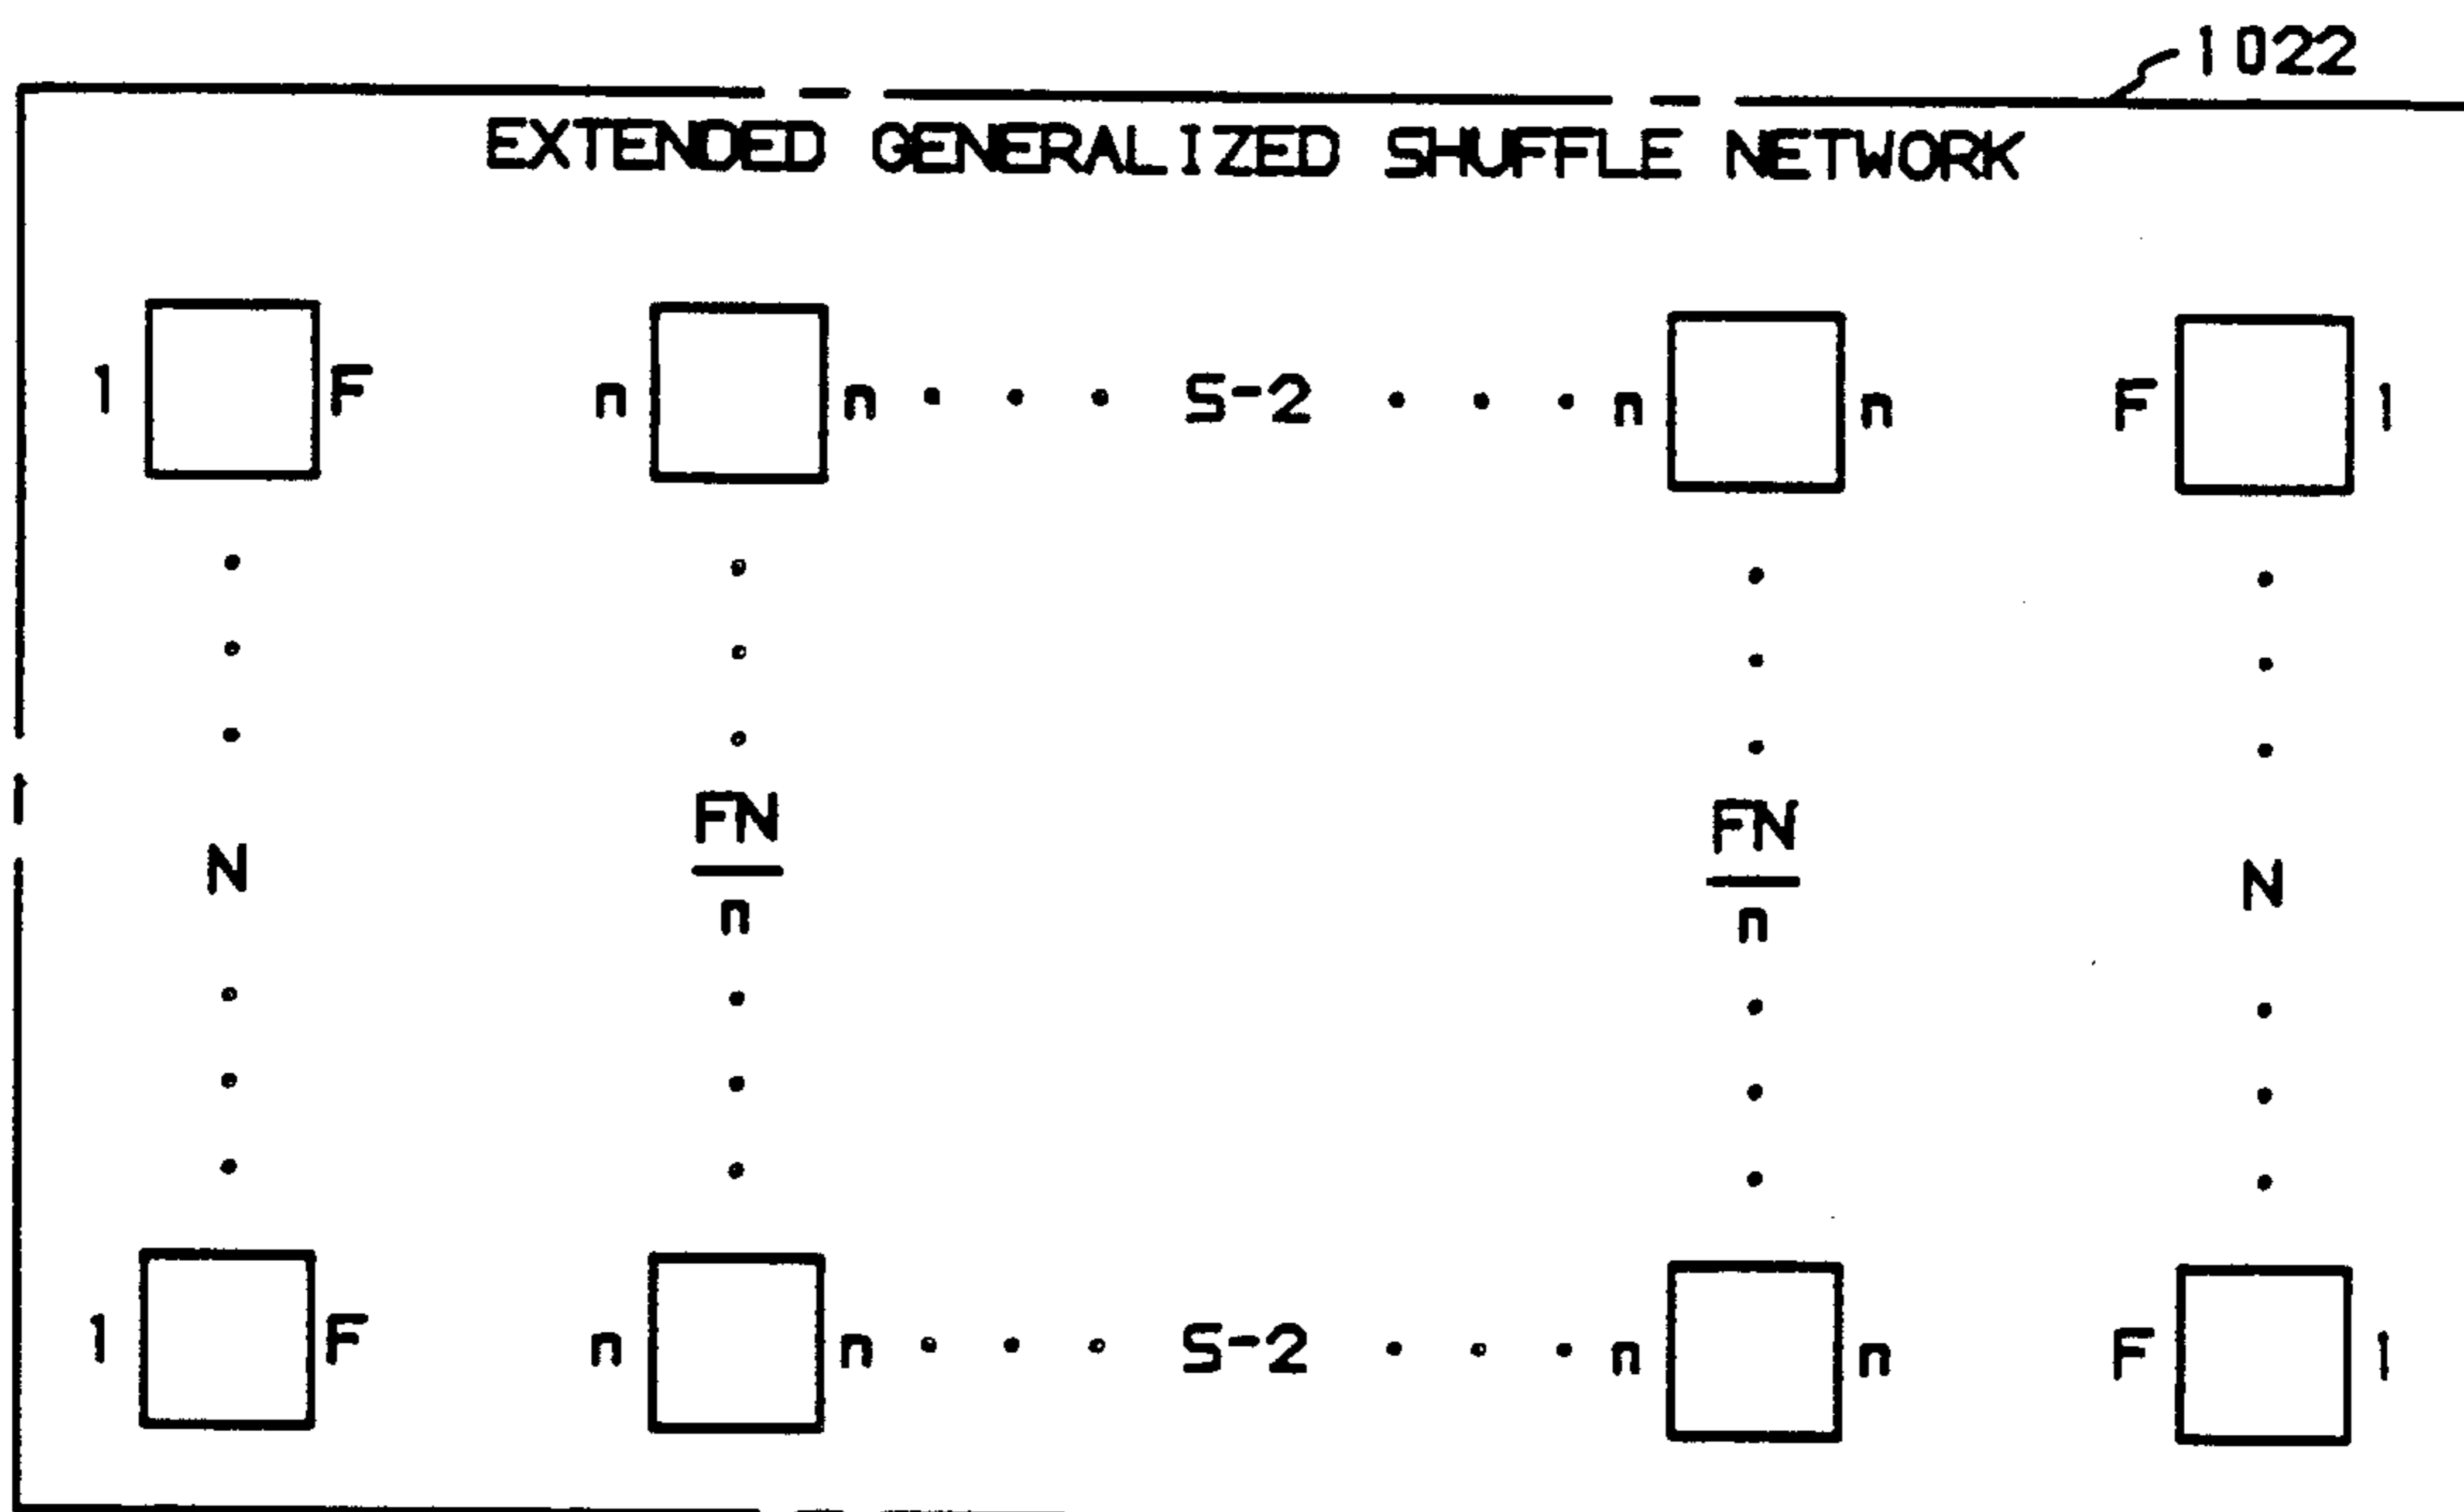 1022
EXTENDED GENERALIZED SHUFFLE NETWORK
1 F n n S-2 n n F 1
N FN/n FN/n N
1 F n n S-2 n n F 1